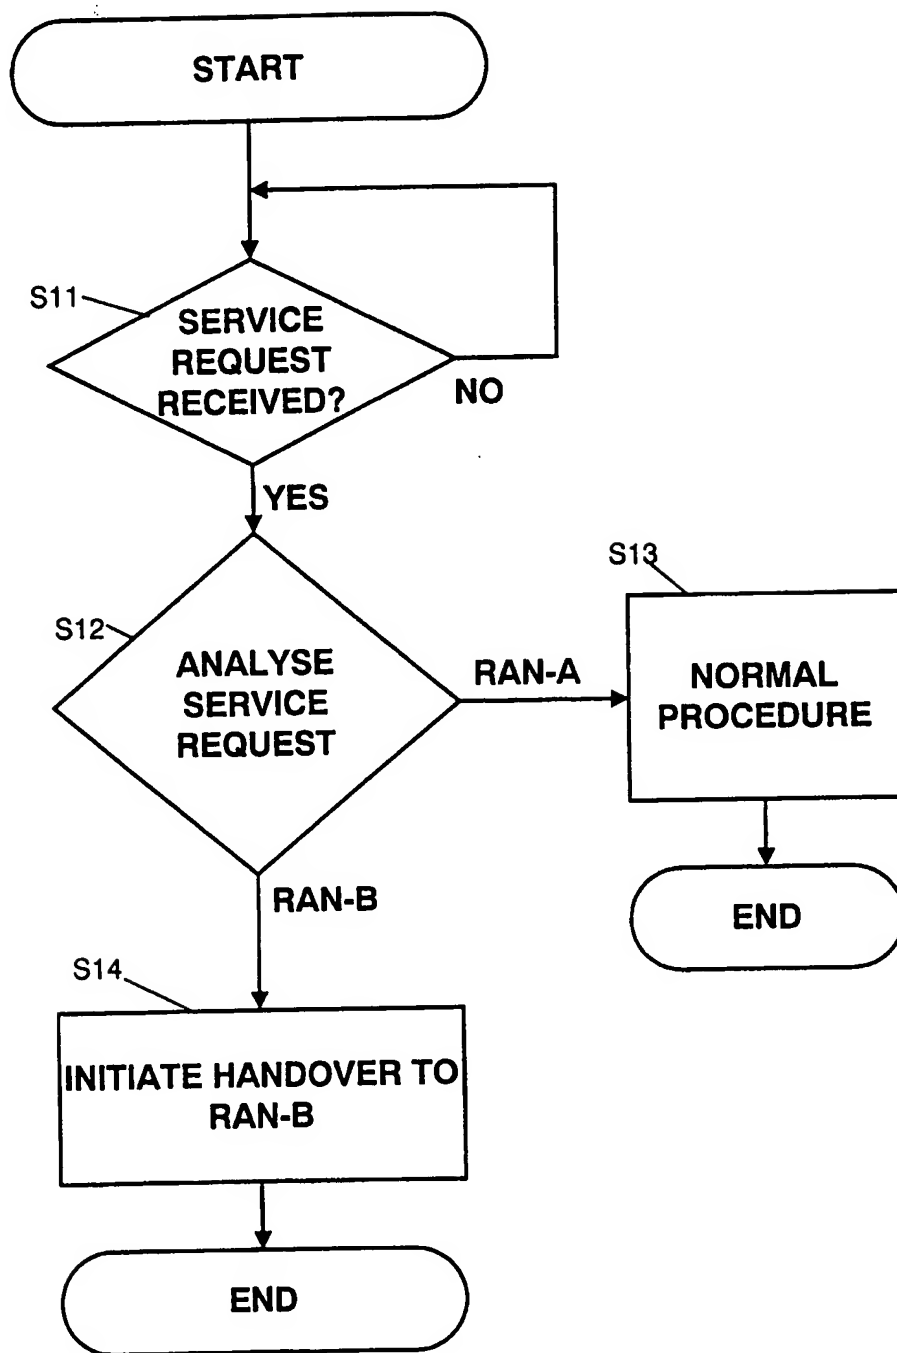 START
S11
SERVICE
REQUEST
RECEIVED?
NO
YES
S12
ANALYSE
SERVICE
REQUEST
RAN-A
S13
NORMAL
PROCEDURE
END
RAN-B
S14
INITIATE HANDOVER TO
RAN-B
END